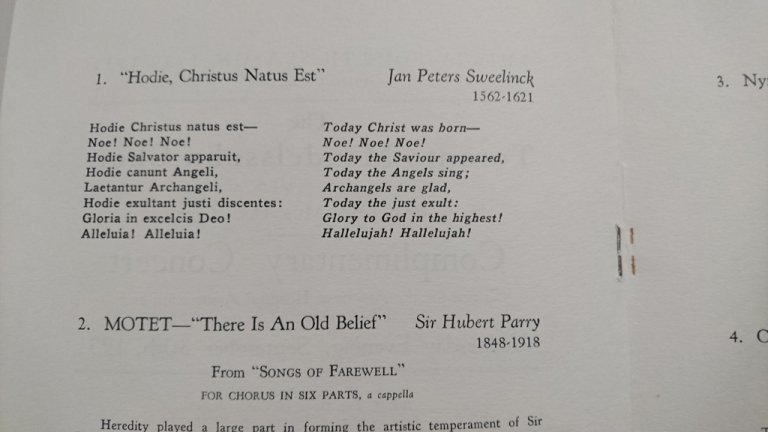 1. "Hodie, Christus Natus Est" Jan Peters Sweelinck
1562-1621
Hodie Christus natus est—
Noe! Noe! Noe!
Hodie Salvator apparuit,
Hodie canunt Angeli,
Laetantur Archangeli,
Hodie exultant justi discentes:
Gloria in excelcis Deo!
Alleluia! Alleluia!
Today Christ was born—
Noe! Noe! Noe!
Today the Saviour appeared,
Today the Angels sing;
Archangels are glad,
Today the just exult:
Glory to God in the highest!
Hallelujah! Hallelujah!
2. MOTET—"There Is An Old Belief" Sir Hubert Parry
1848-1918
From "SONGS OF FAREWELL"
FOR CHORUS IN SIX PARTS, a cappella
Heredity played a large part in forming the artistic temperament of Sir
3. Ny
4.
Complimentary Concert